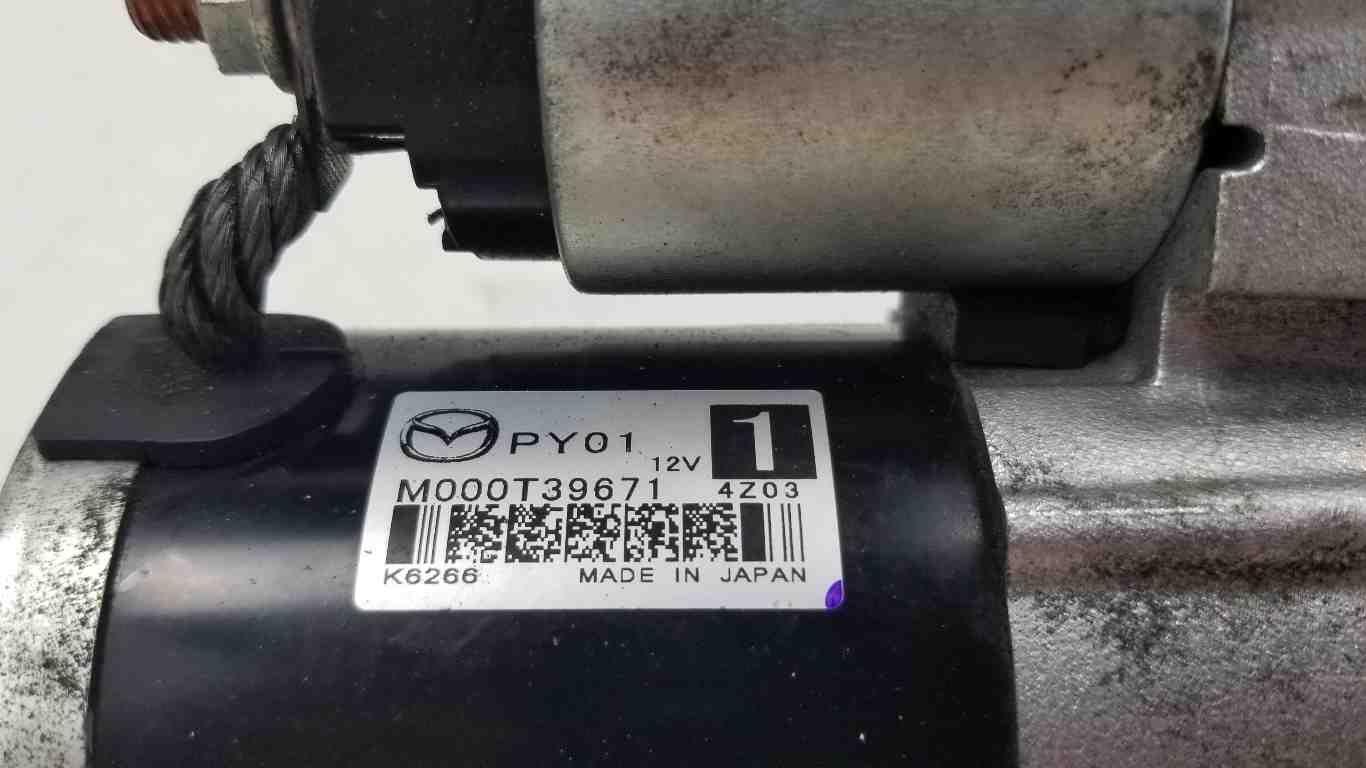 PY01 12V 1
M000T39671 4Z03
K6266 MADE IN JAPAN